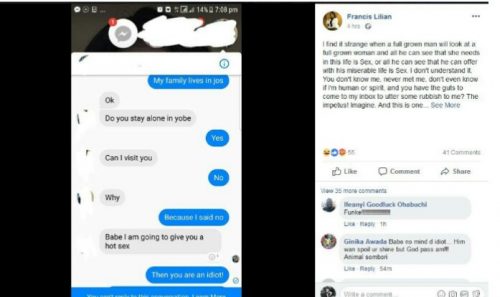 14% 7:08 pm
My family lives in jos
Ok
Do you stay alone in yobe
Yes
Can I visit you
No
Why
Because I said no
Babe I am going to give you a
hot sex
Then you are an idiot!
You can't reply to this conversation. Learn More
Francis Lilian
4 hrs
I find it strange when a full grown man will look at a
full grown woman and all he can see that she needs
in this life is Sex, or all he can see that he can offer
with his miserable life is Sex. I don't understand it.
You don't know me, never met me, don't even know
if I'm human or spirit, and you have the guts to
come to my inbox to utter some rubbish to me? The
impetus! Imagine. And this is one... See More
55
41 Comments
Like Comment Share
View 35 more comments
Ifeanyi Goodluck Ohabuchi
Funke
Like Reply 1h
Ginika Awada Babe no mind d idiot... Him
wan spoil ur shine but God pass am!!!
Animal sombori
Like Reply 54m
Write a comment...